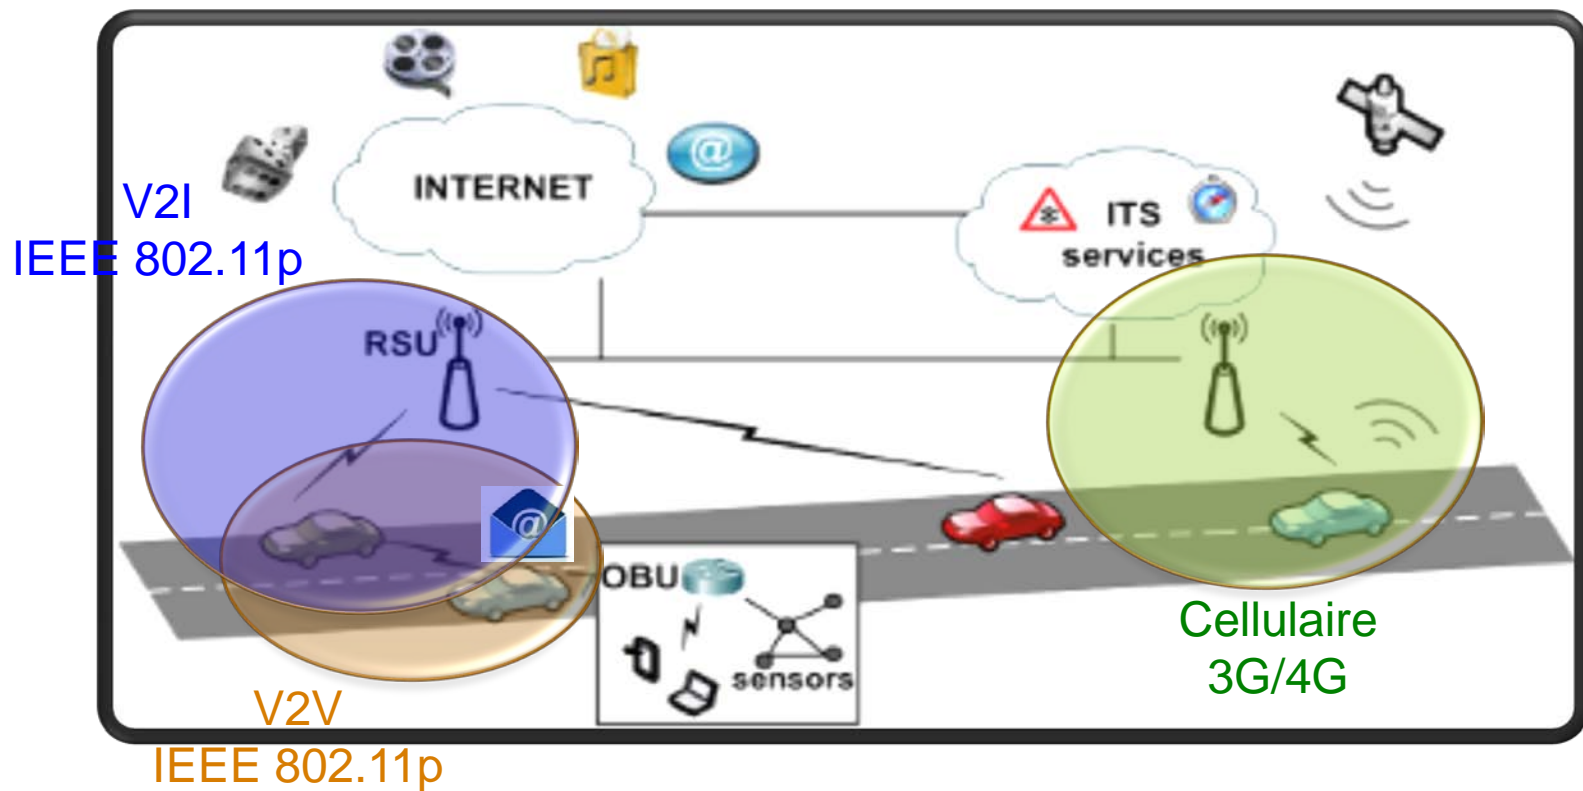 INTERNET
@
V2I
IEEE 802.11p
ITS
services
RSU
@
OBU
sensors
Cellulaire
3G/4G
V2V
IEEE 802.11p